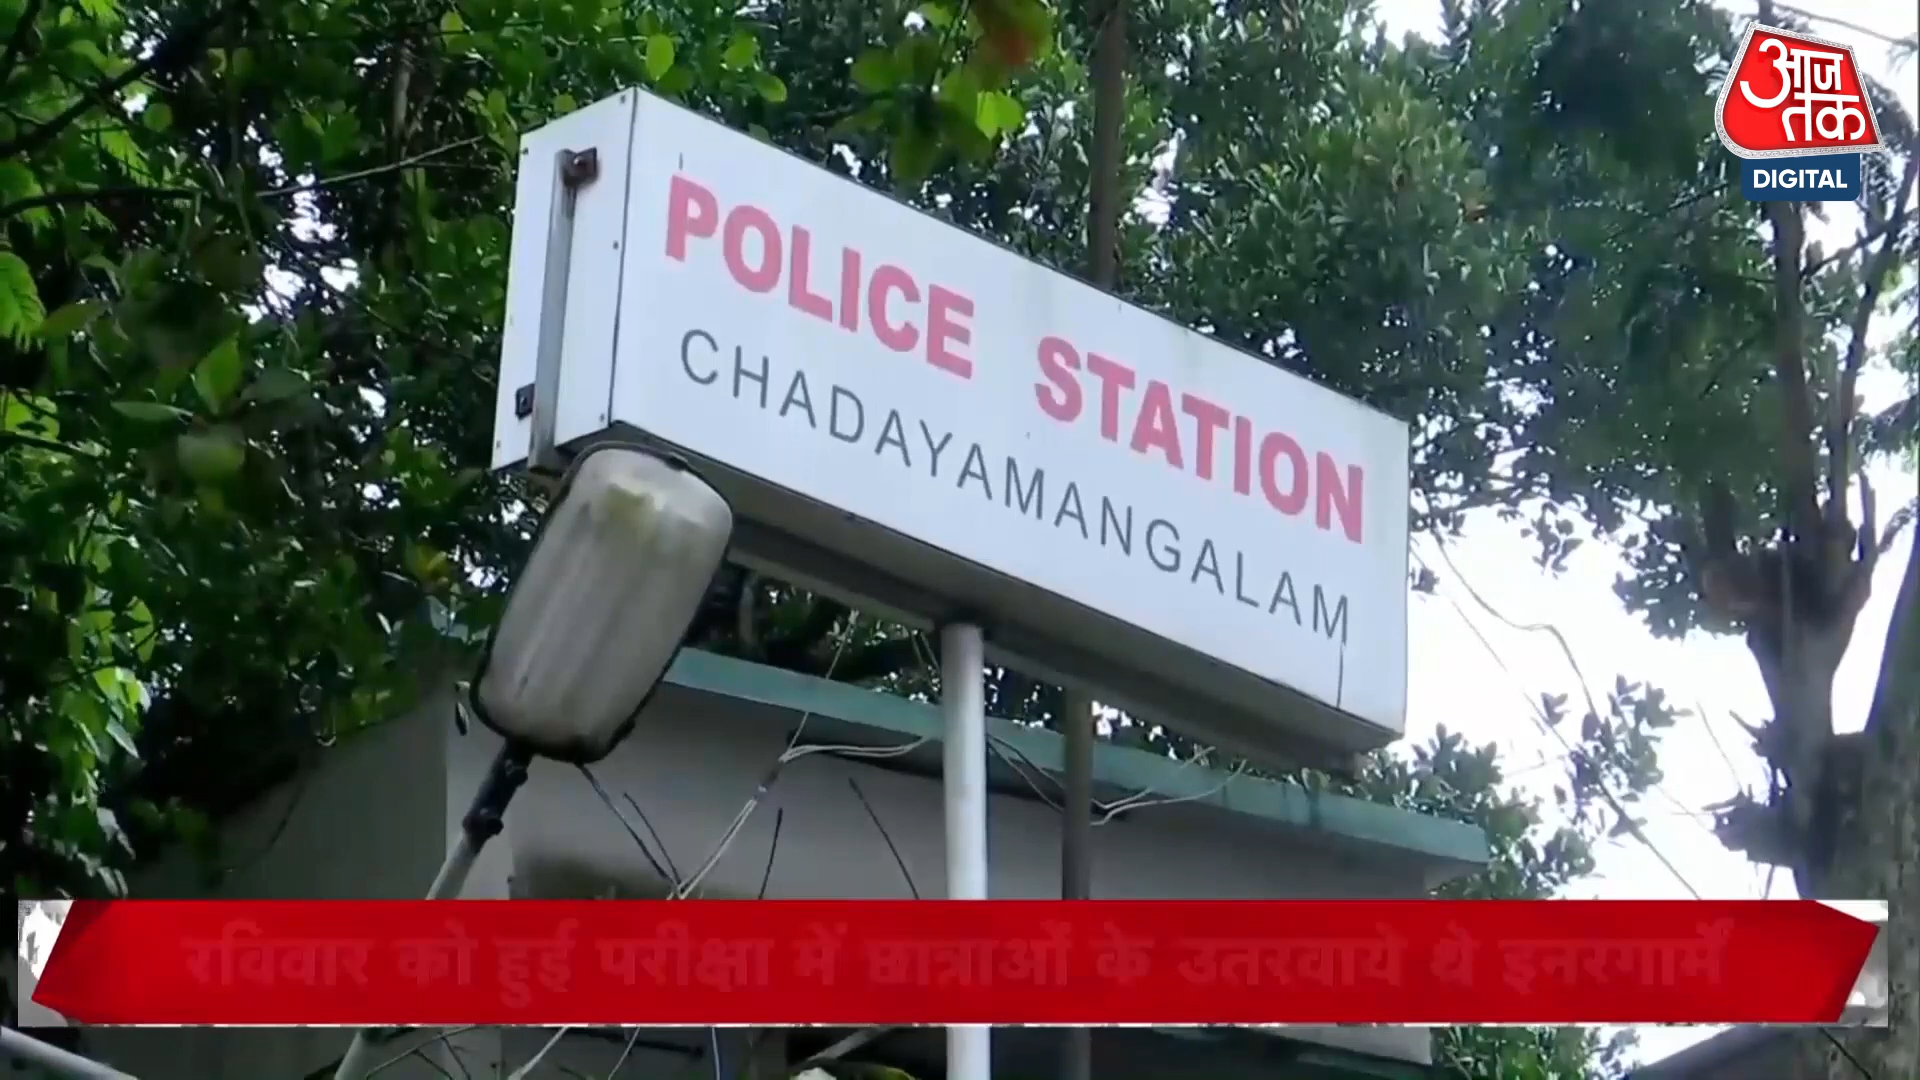 आज
तक
DIGITAL
POLICE STATION
CHADAYAMANGALAM
रविवार को हुई परीक्षा में छात्राओं के उतरवाये थे इनरगार्मे